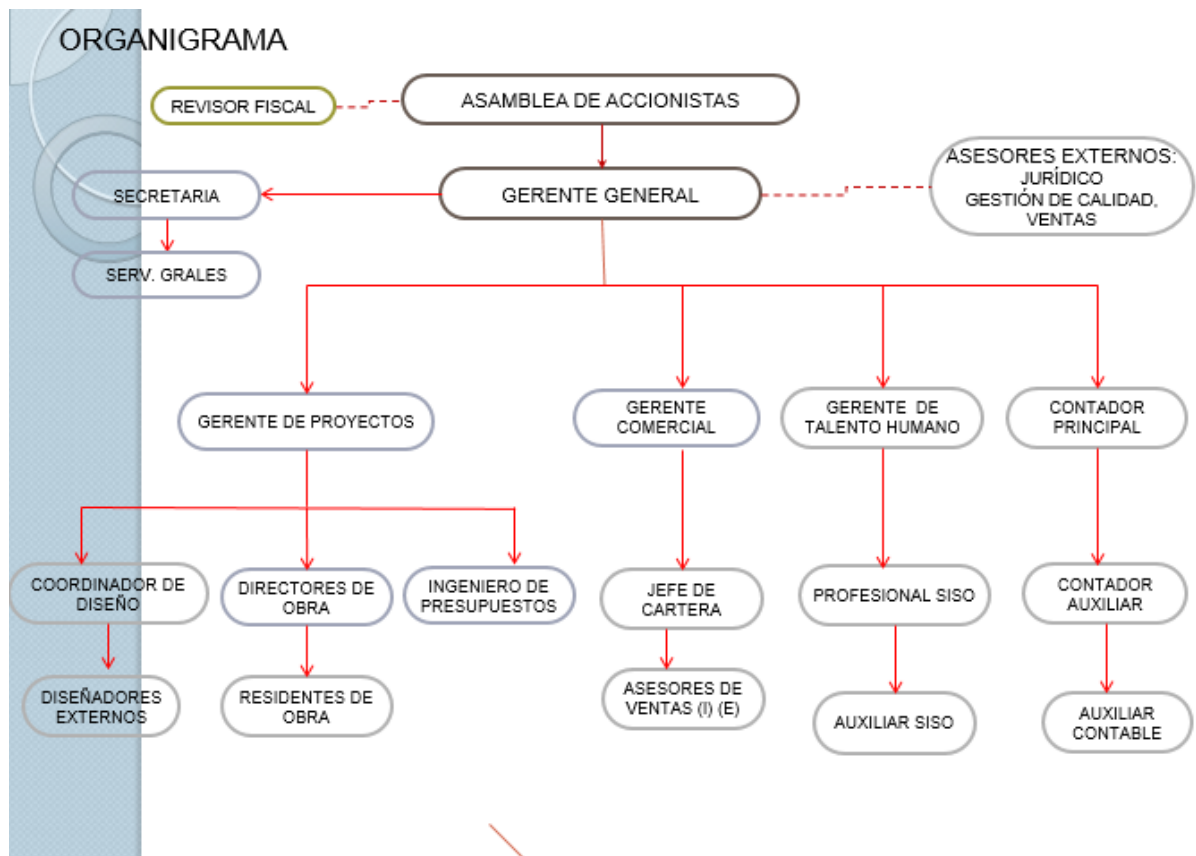 ORGANIGRAMA
REVISOR FISCAL
ASAMBLEA DE ACCIONISTAS
ASESORES EXTERNOS:
JURÍDICO
GESTIÓN DE CALIDAD,
VENTAS
SECRETARIA
GERENTE GENERAL
SERV. GRALES
GERENTE DE PROYECTOS
GERENTE
COMERCIAL
GERENTE DE
TALENTO HUMANO
CONTADOR
PRINCIPAL
COORDINADOR DE
DISEÑO
DIRECTORES DE
OBRA
INGENIERO DE
PRESUPUESTOS
JEFE DE
CARTERA
PROFESIONAL SISO
CONTADOR
AUXILIAR
DISEÑADORES
EXTERNOS
RESIDENTES DE
OBRA
ASESORES DE
VENTAS (I) (E)
AUXILIAR SISO
AUXILIAR
CONTABLE